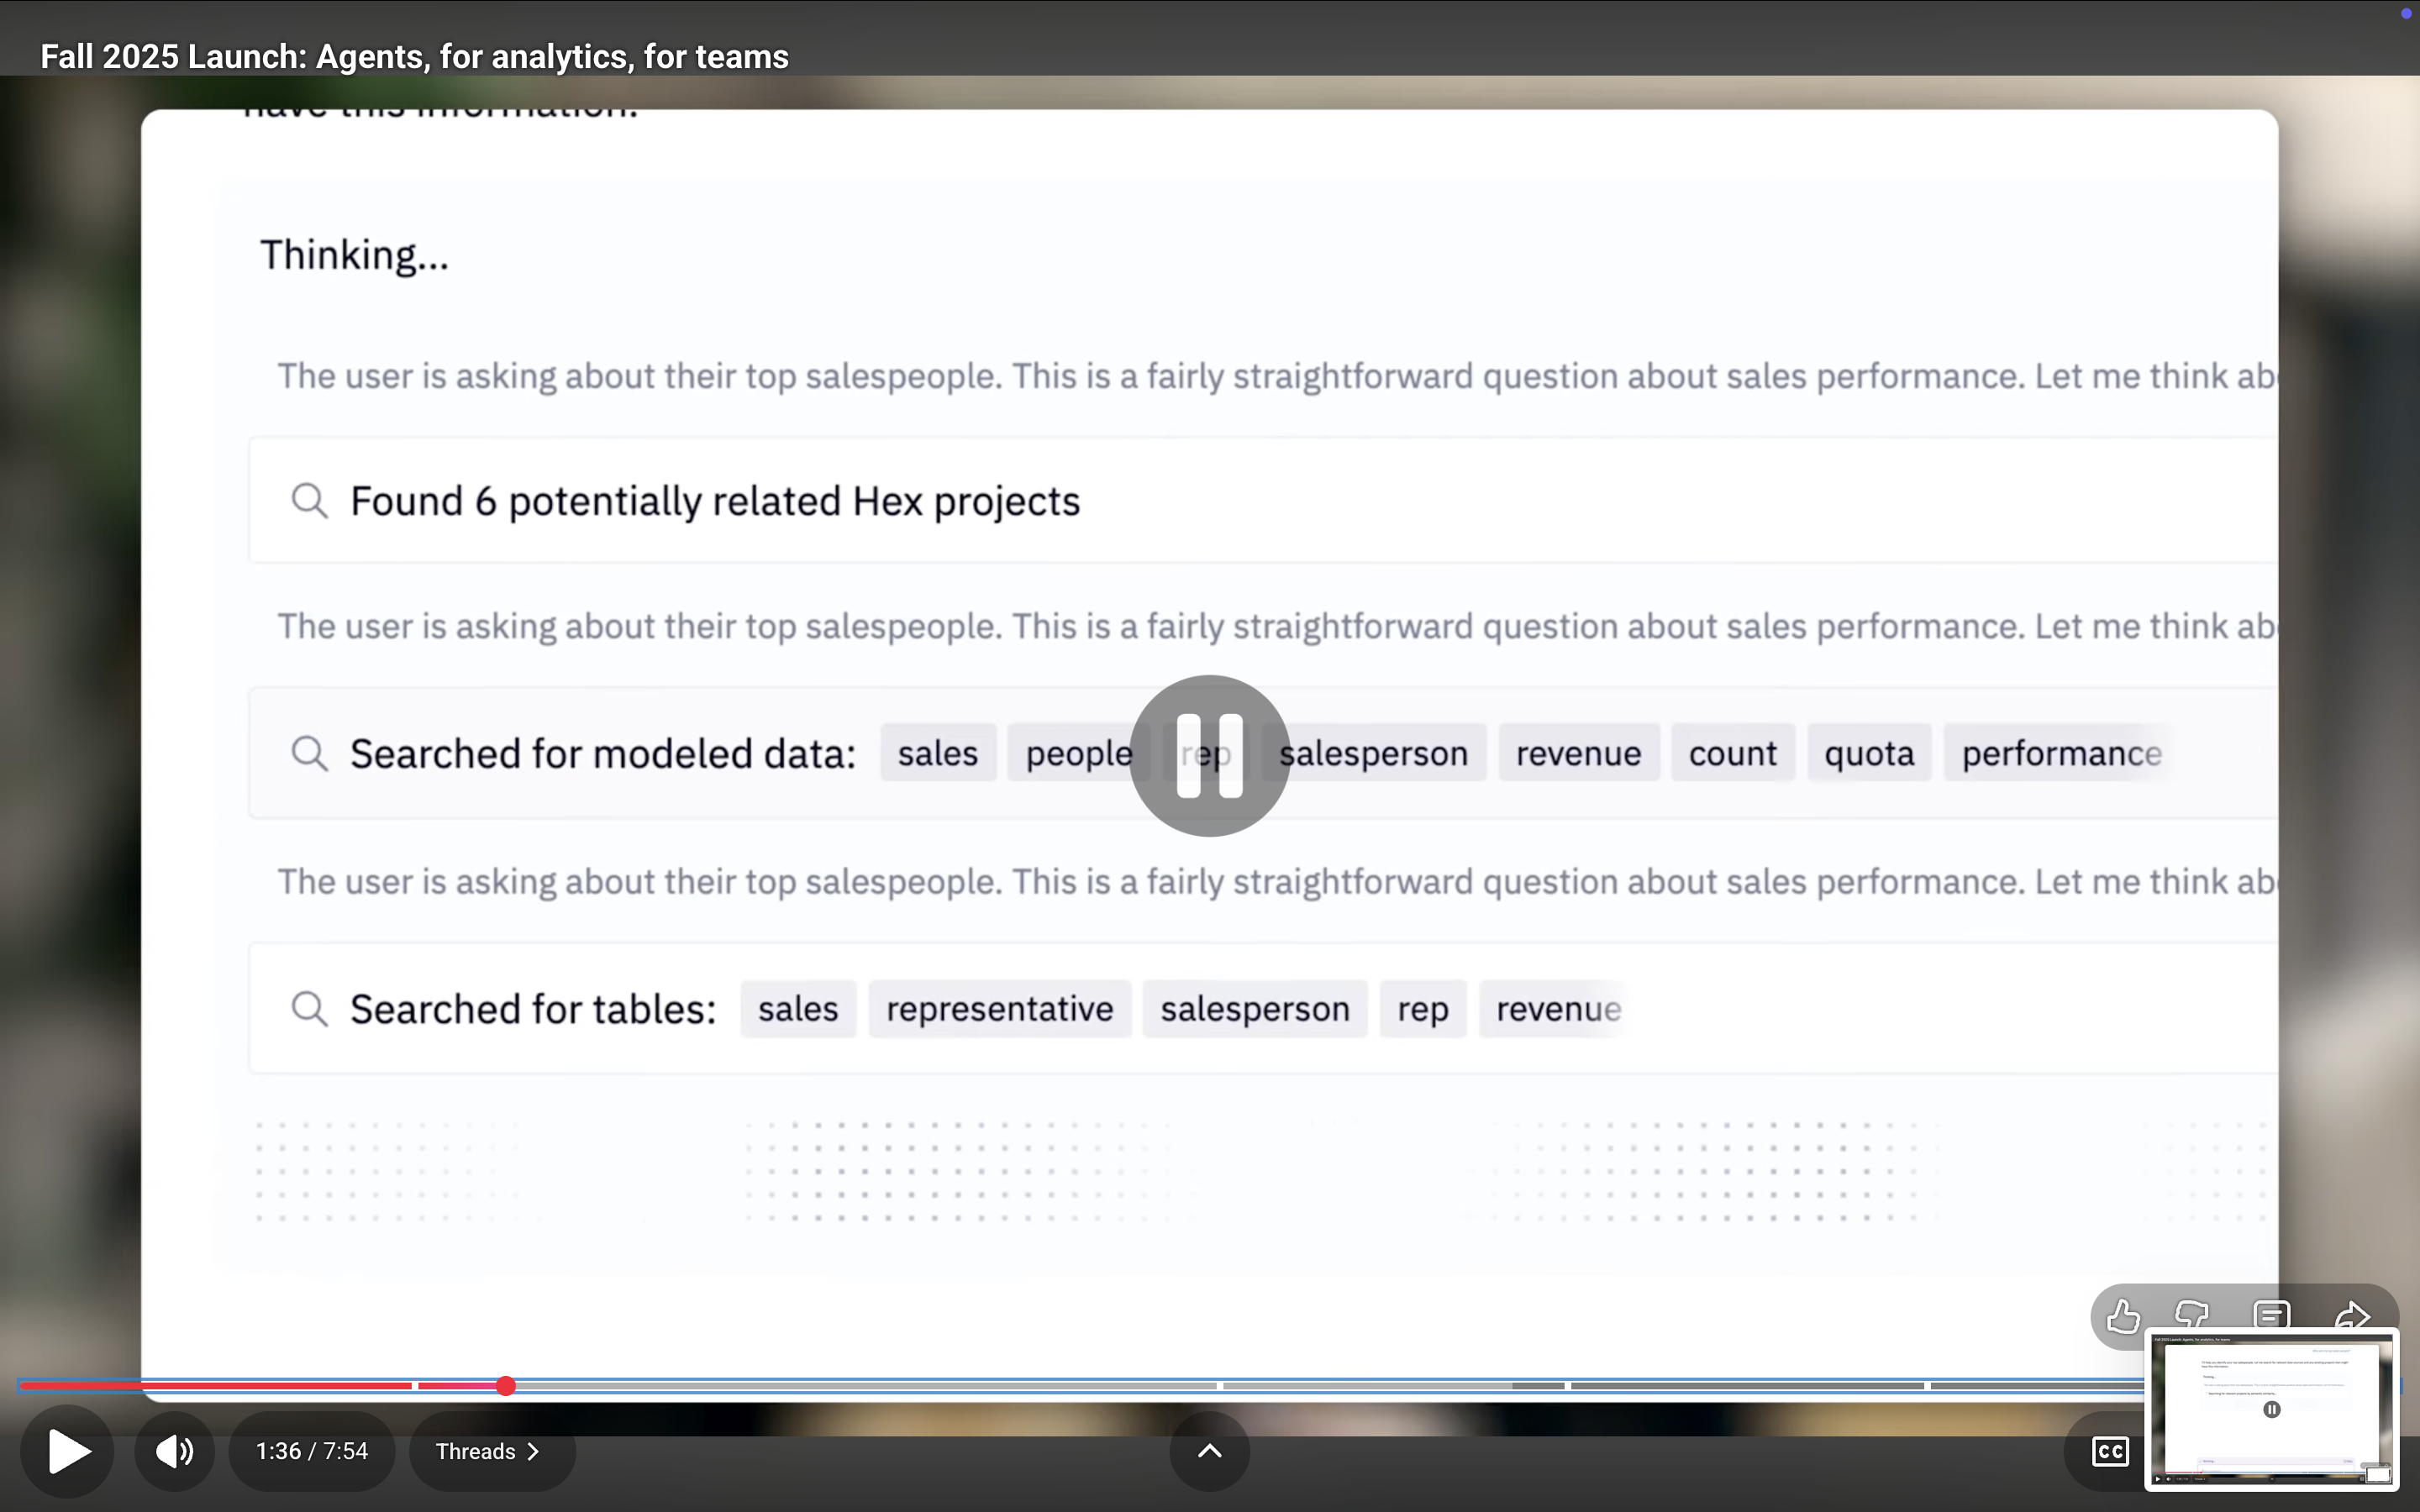 Fall 2025 Launch: Agents, for analytics, for teams
have this information.
Thinking...
The user is asking about their top salespeople. This is a fairly straightforward question about sales performance. Let me think
Found 6 potentially related Hex projects
The user is asking about their top salespeople. This is a fairly straightforward question about sales performance. Let me think
Searched for modeled data: sales people rep salesperson revenue count quota performance
The user is asking about their top salespeople. This is a fairly straightforward question about sales performance. Let me think
Searched for tables: sales representative salesperson rep revenue
1:36 / 7:54 Threads CC